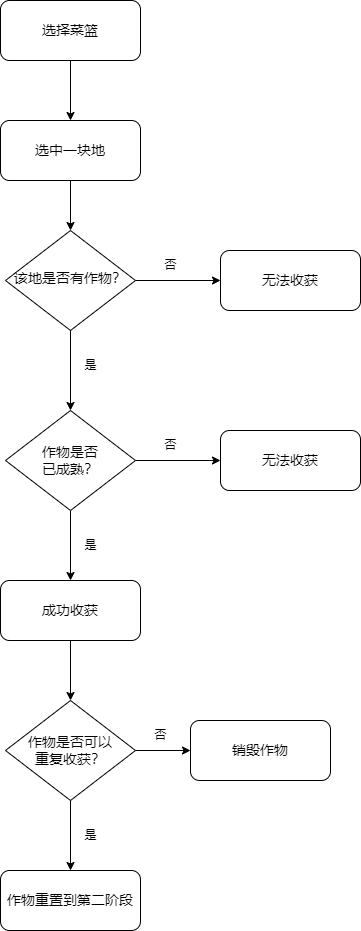 选择菜篮
选中一块地
该地是否有作物？
否
无法收获
是
作物是否
已成熟？
否
无法收获
是
成功收获
作物是否可以
重复收获？
否
销毁作物
是
作物重置到第二阶段